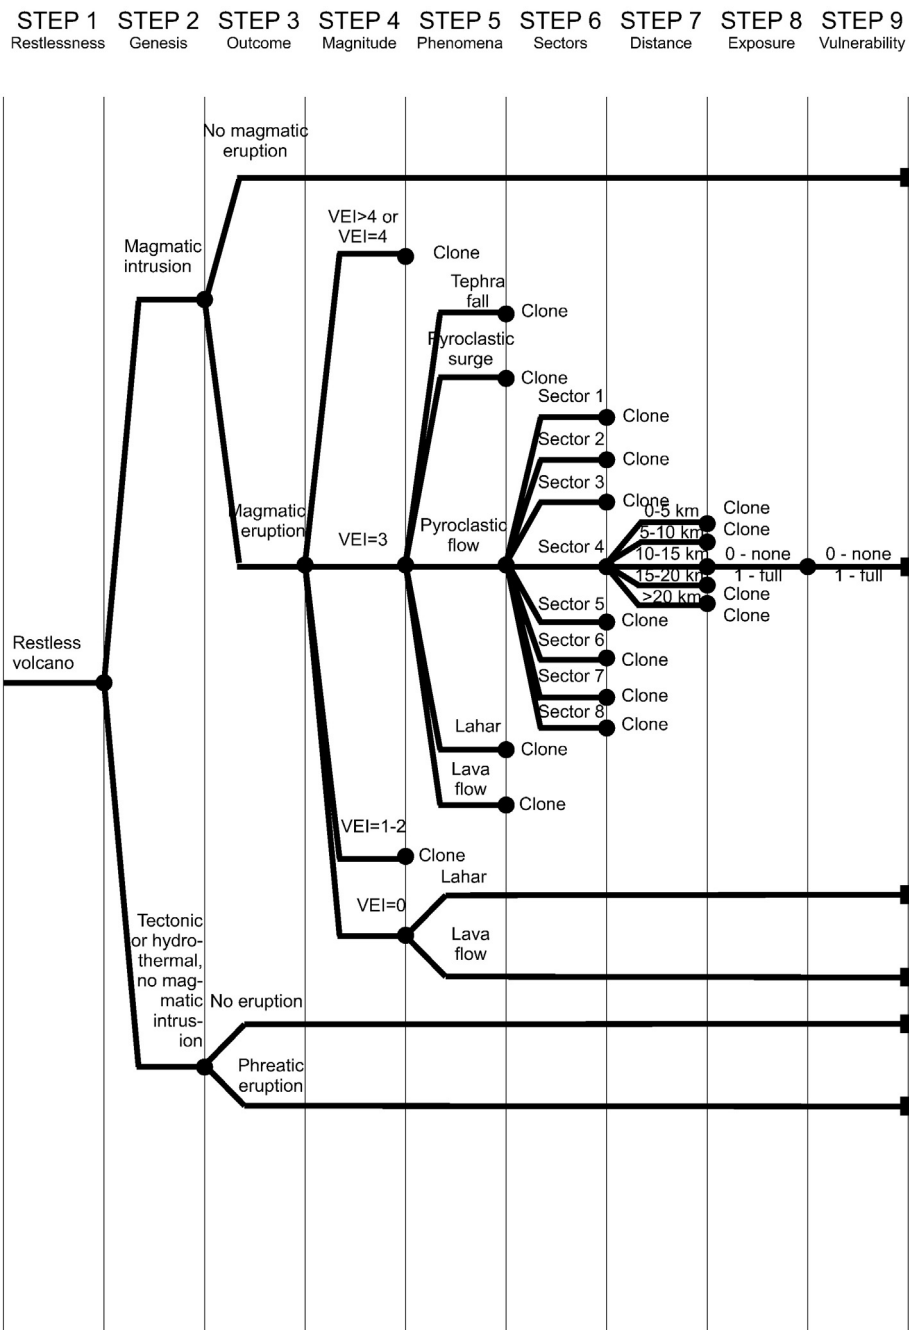 STEP 1 STEP 2 STEP 3 STEP 4 STEP 5 STEP 6 STEP 7 STEP 8 STEP 9
Restlessness Genesis Outcome Magnitude Phenomena Sectors Distance Exposure Vulnerability
No magmatic
eruption
VEI>4 or
VEI=4
Clone
Magmatic
intrusion
Tephra
fall
Clone
Pyroclastic
surge
Clone
Sector 1
Clone
Sector 2
Clone
Sector 3
Clone
Magmatic
eruption
VEI=3
Pyroclastic
flow
Sector 4
0-5 km
Clone
5-10 km
Clone
10-15 km
0 - none
1 - full
0 - none
1 - full
15-20 km
Clone
>20 km
Clone
Sector 5
Clone
Sector 6
Clone
Sector 7
Clone
Sector 8
Clone
Restless
volcano
Lahar
Clone
Lava
flow
Clone
VEI=1-2
Clone
VEI=0
Lahar
Lava
flow
Tectonic
or hydro-
thermal,
no mag-
matic
intrus-
ion
No eruption
Phreatic
eruption